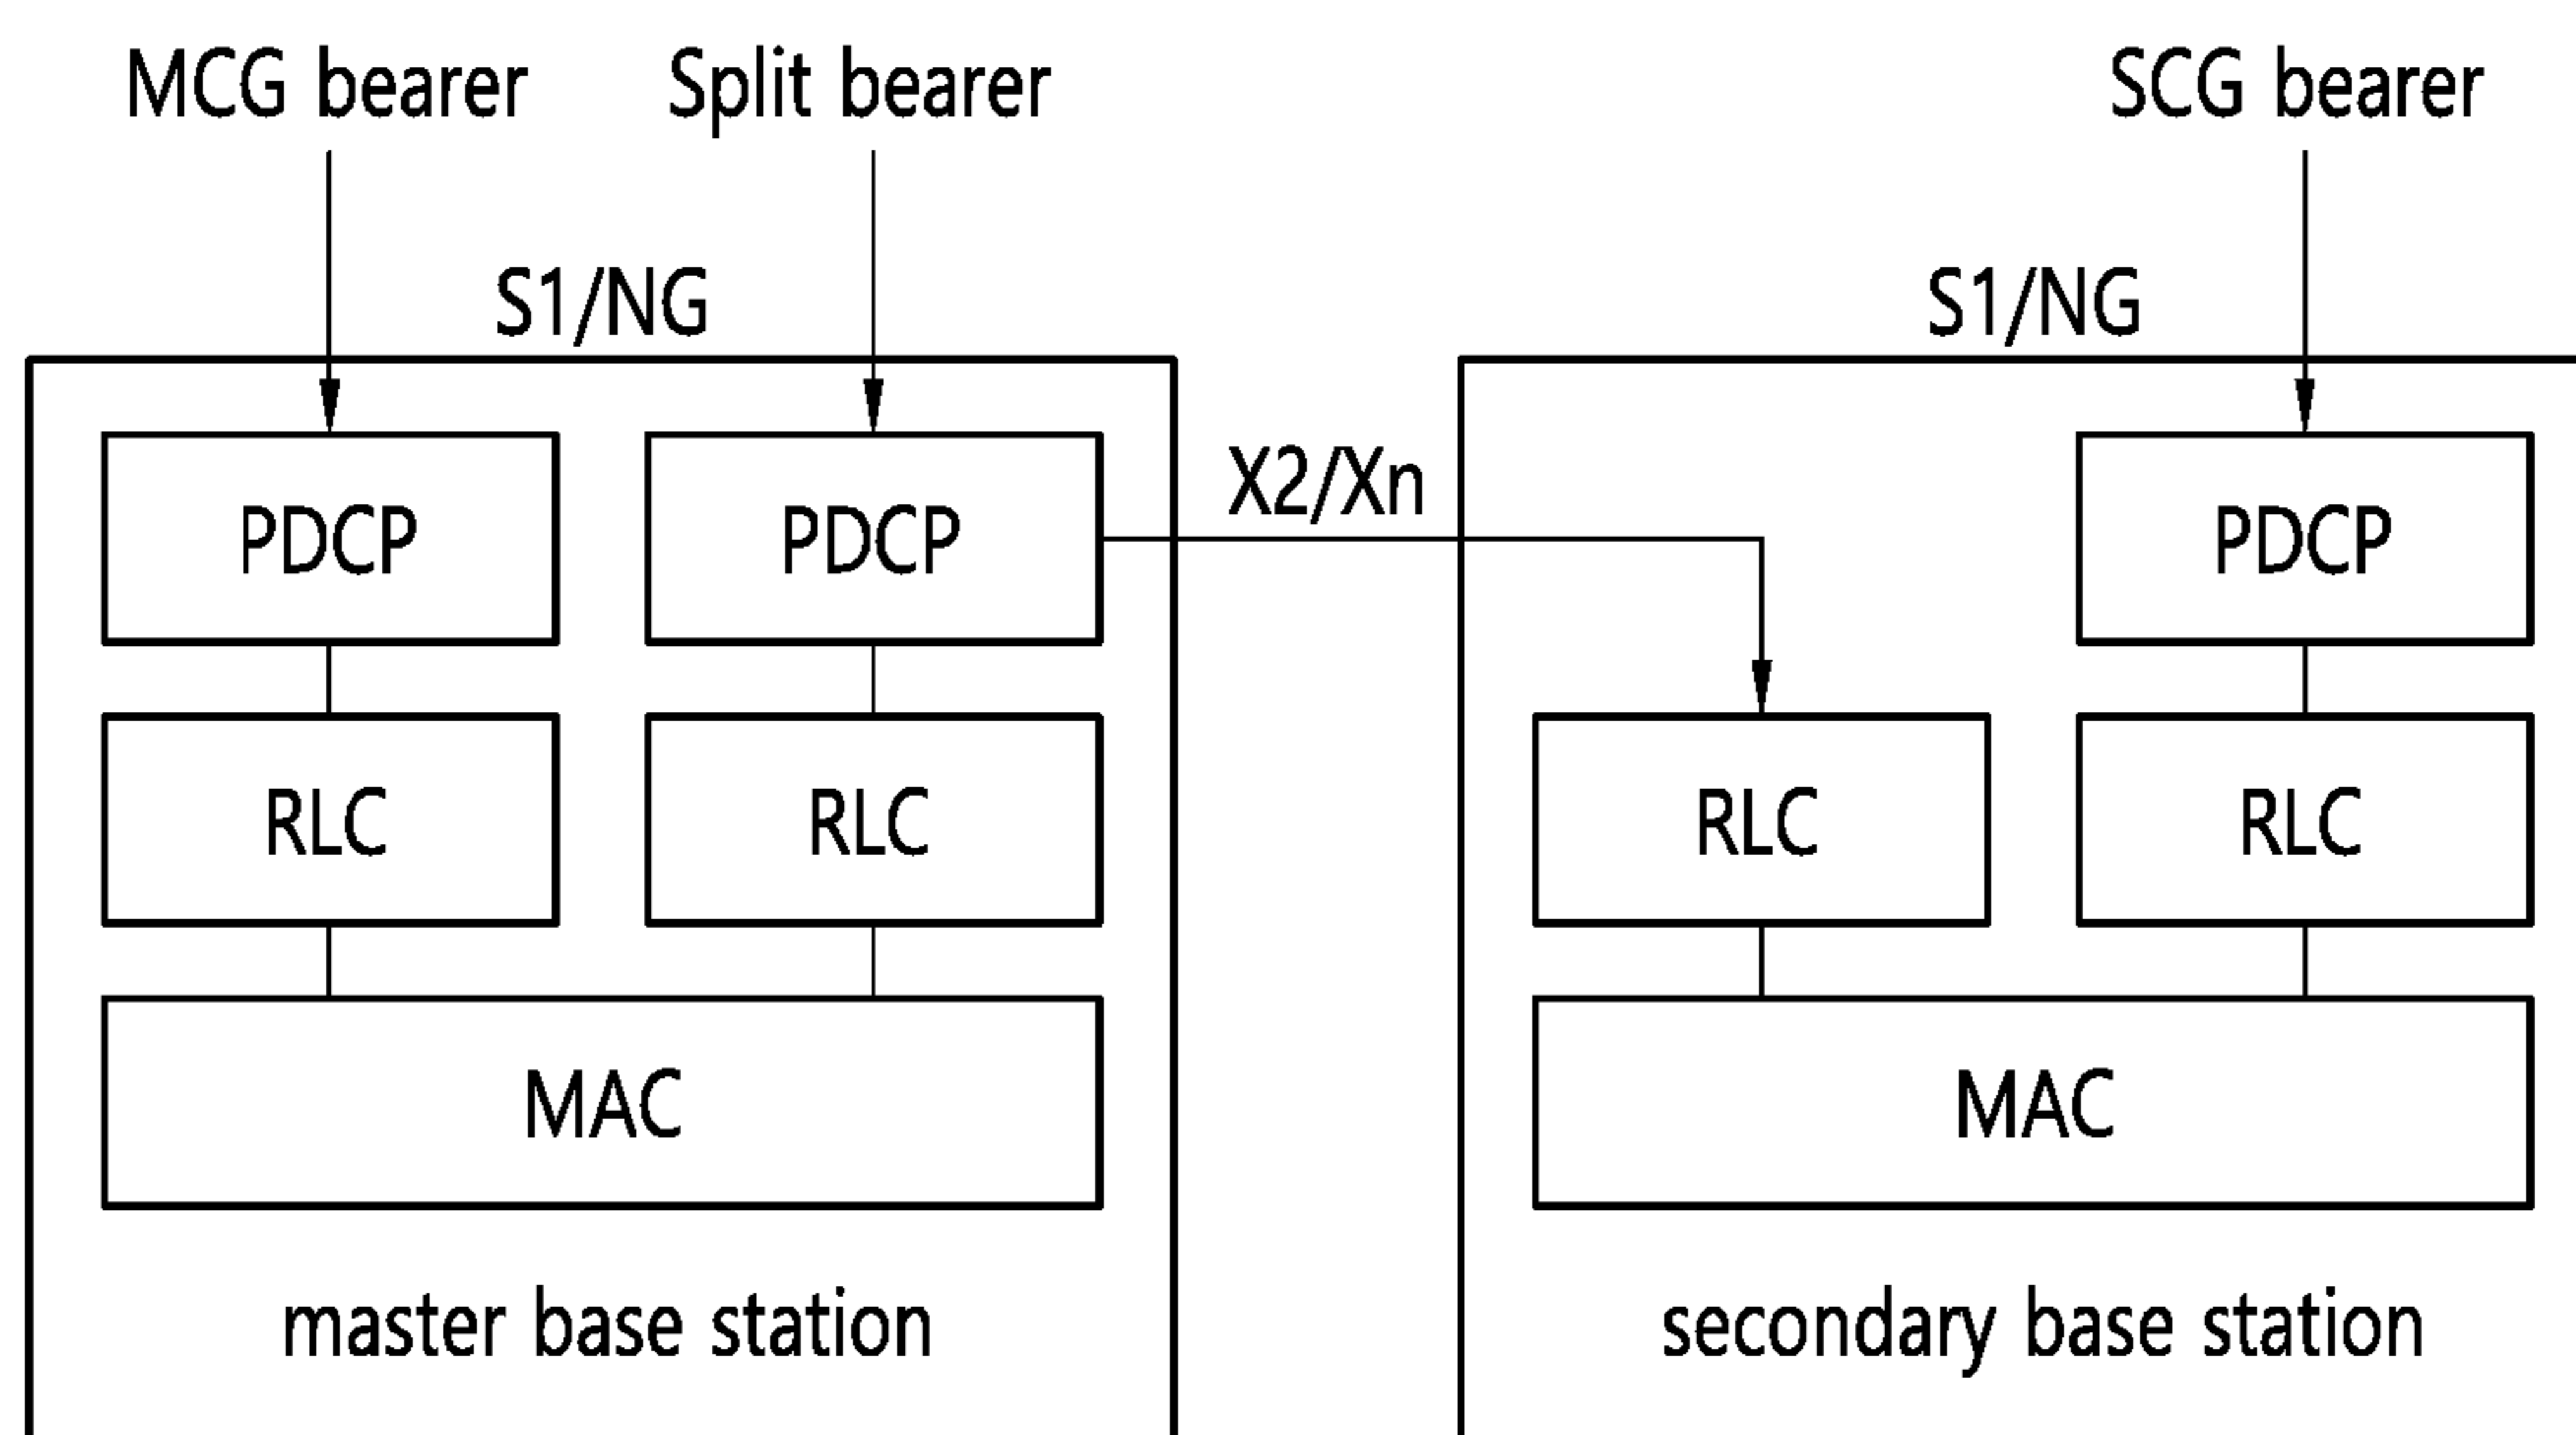 MCG bearer Split bearer SCG bearer
S1/NG S1/NG
X2/Xn
PDCP PDCP PDCP
RLC RLC RLC RLC
MAC MAC
master base station secondary base station